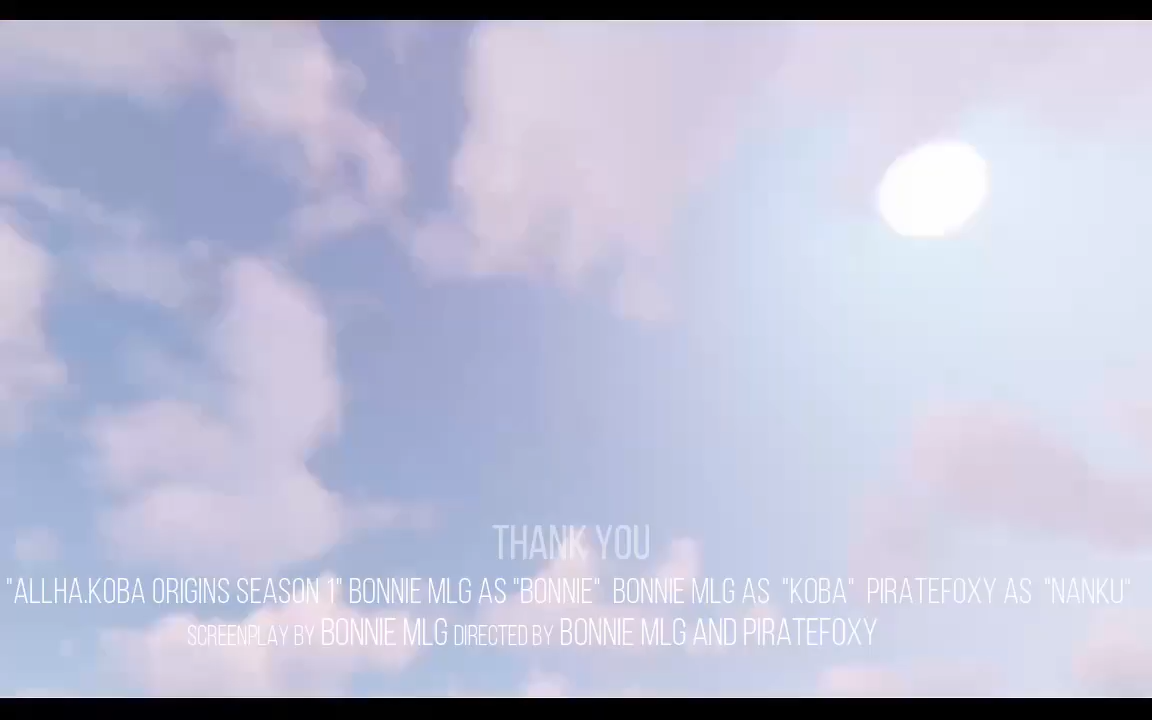 THANK YOU
"ALLHA.KOBA ORIGINS SEASON 1" BONNIE MLG AS "BONNIE" BONNIE MLG AS "KOBA" PIRATEFOXY AS "NANKU"
SCREENPLAY BY BONNIE MLG DIRECTED BY BONNIE MLG AND PIRATEFOXY